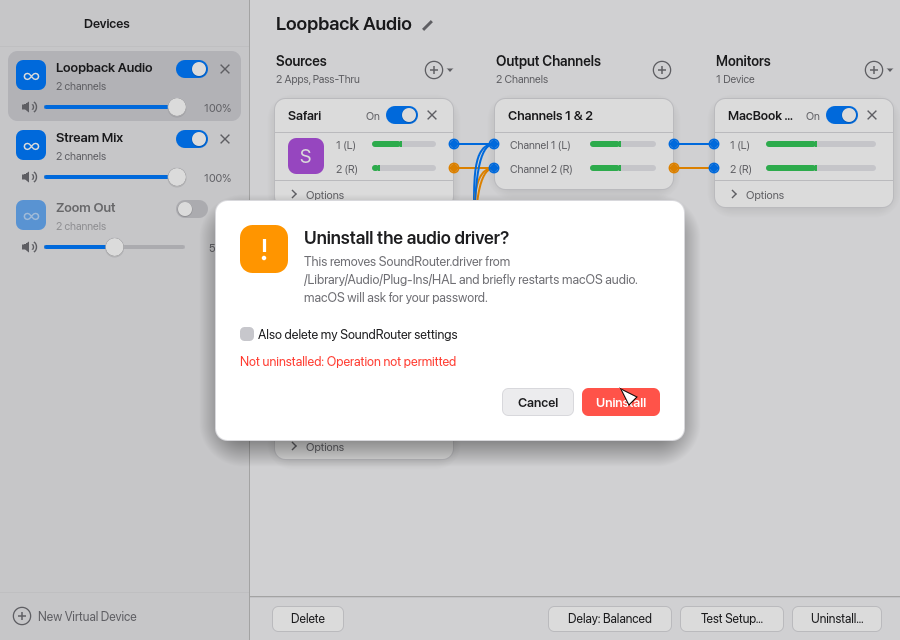 Devices
Loopback Audio
2 channels
100%
Stream Mix
2 channels
100%
Zoom Out
2 channels
New Virtual Device
Loopback Audio
Sources
2 Apps, Pass-Thru
Output Channels
2 Channels
Monitors
1 Device
Safari
On
S
1 (L)
2 (R)
Options
Channels 1 & 2
Channel 1 (L)
Channel 2 (R)
MacBook ...
On
1 (L)
2 (R)
Options
Uninstall the audio driver?
This removes SoundRouter.driver from
/Library/Audio/Plug-Ins/HAL and briefly restarts macOS audio.
macOS will ask for your password.
Also delete my SoundRouter settings
Not uninstalled: Operation not permitted
Cancel
Uninstall
Options
Delete
Delay: Balanced
Test Setup...
Uninstall...